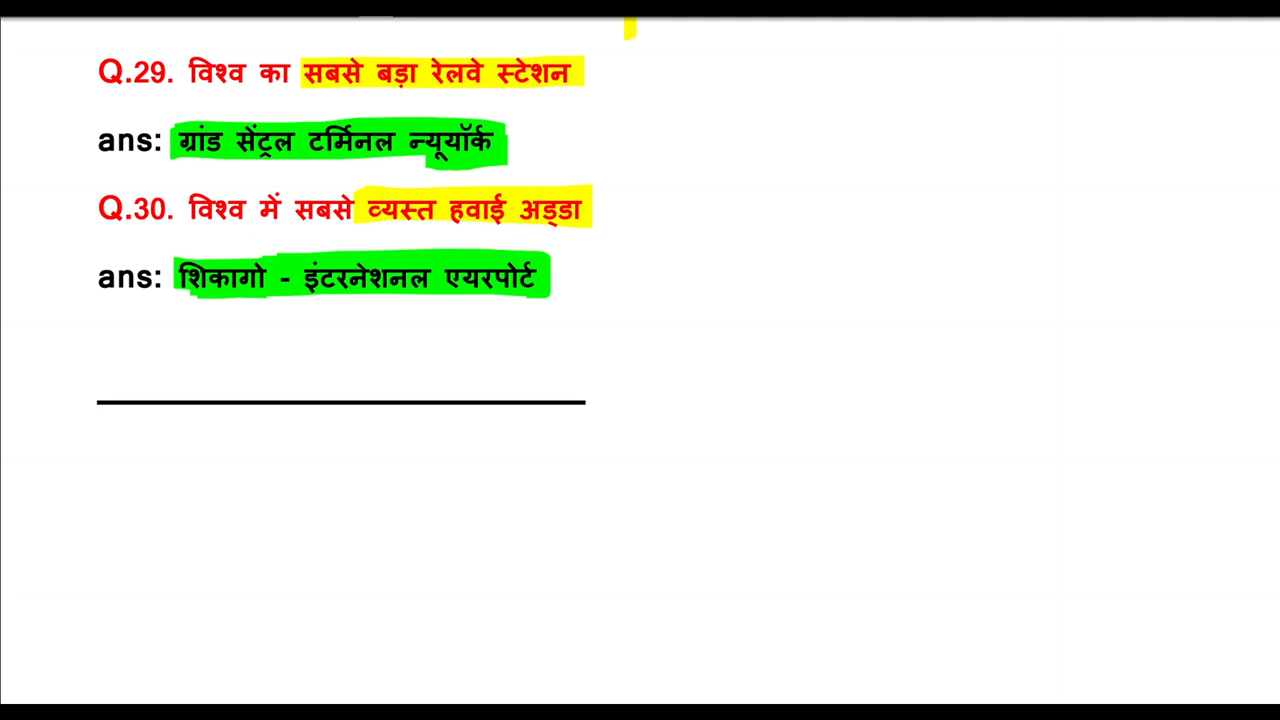 Q.29. विश्व का सबसे बड़ा रेलवे स्टेशन
ans: ग्रांड सेंट्रल टर्मिनल न्यूयॉर्क
Q.30. विश्व में सबसे व्यस्त हवाई अड्डा
ans: शिकागो - इंटरनेशनल एयरपोर्ट